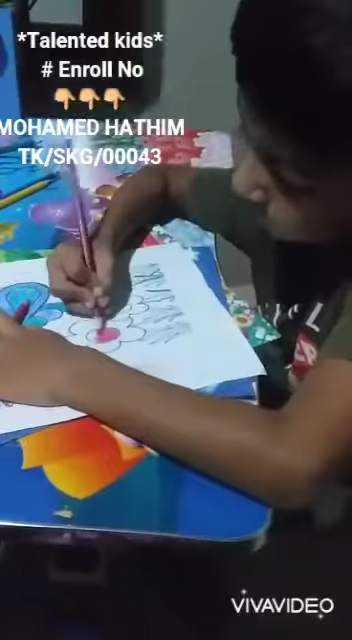 *Talented kids*
# Enroll No
👇👇👇
MOHAMED HATHIM
TK/SKG/00043
VIVAVIDEO